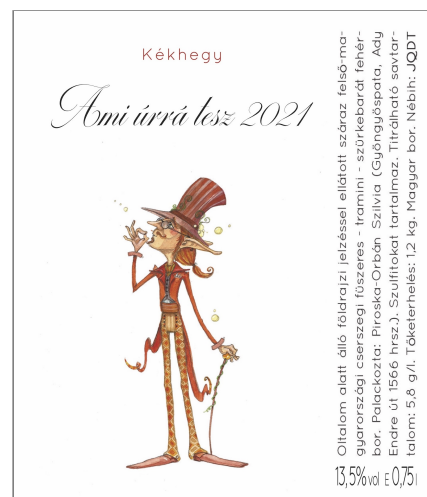 Kékhegy
Ami úrrá tesz 2021
Oltalom alatt álló földrajzi jelzéssel ellátott száraz felső-ma-
gyarországi cserszegi fűszeres - tramini - szürkebarát fehér-
bor. Palackozta: Piroska-Orbán Szilvia (Gyöngyöspata, Ady
Endre út 1566 hrsz.). Szulfitokat tartalmaz. Titrálható savtar-
talom: 5,8 g/l. Tőketerhelés: 1,2 kg. Magyar bor. Nébih: JQDT
13,5%vol E 0,75 l